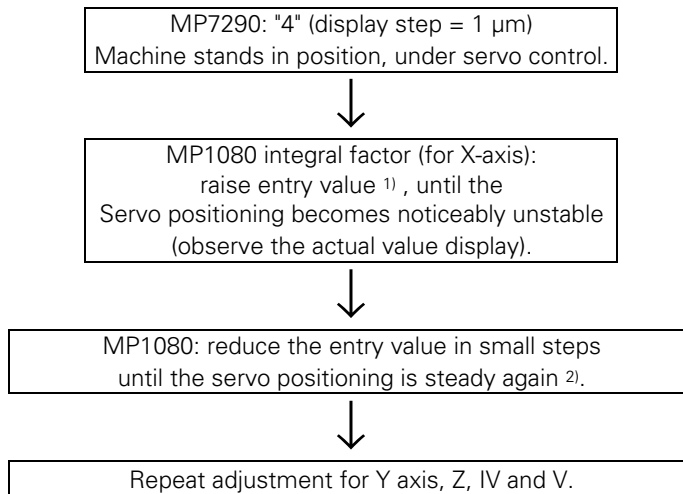 MP7290: "4" (display step = 1 µm)
Machine stands in position, under servo control.
MP1080 integral factor (for X-axis):
raise entry value 1) , until the
Servo positioning becomes noticeably unstable
(observe the actual value display).
MP1080: reduce the entry value in small steps
until the servo positioning is steady again 2).
Repeat adjustment for Y axis, Z, IV and V.